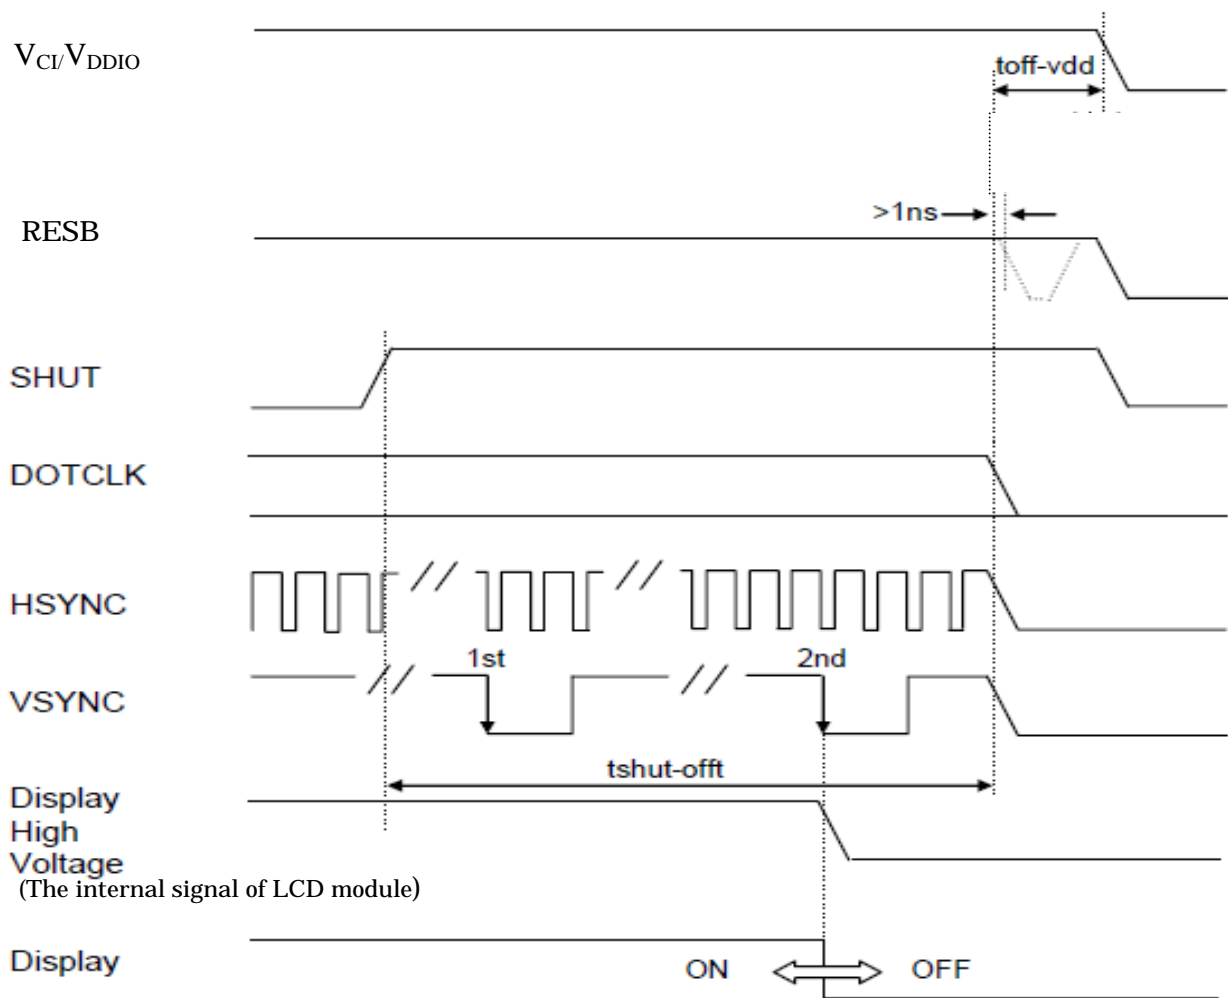 VCI/VDDIO
toff-vdd
>1ns
RESB
SHUT
DOTCLK
HSYNC
1st
2nd
VSYNC
tshut-offt
Display
High
Voltage
(The internal signal of LCD module)
Display
ON
OFF